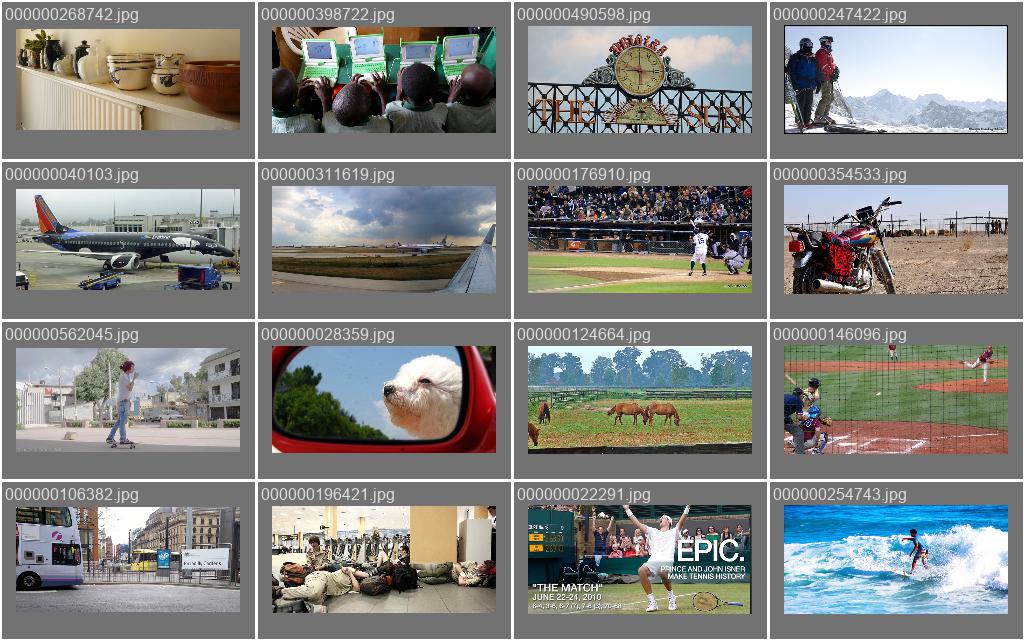 000000268742.jpg
000000398722.jpg
000000490598.jpg
000000247422.jpg
THE SUN
000000040103.jpg
000000311619.jpg
000000176910.jpg
000000354533.jpg
15
000000562045.jpg
000000028359.jpg
000000124664.jpg
000000146096.jpg
000000106382.jpg
000000196421.jpg
000000022291.jpg
000000254743.jpg
EPIC.
PRINCE AND JOHN ISNER
MAKE TENNIS HISTORY
"THE MATCH"
JUNE 22-24, 2010